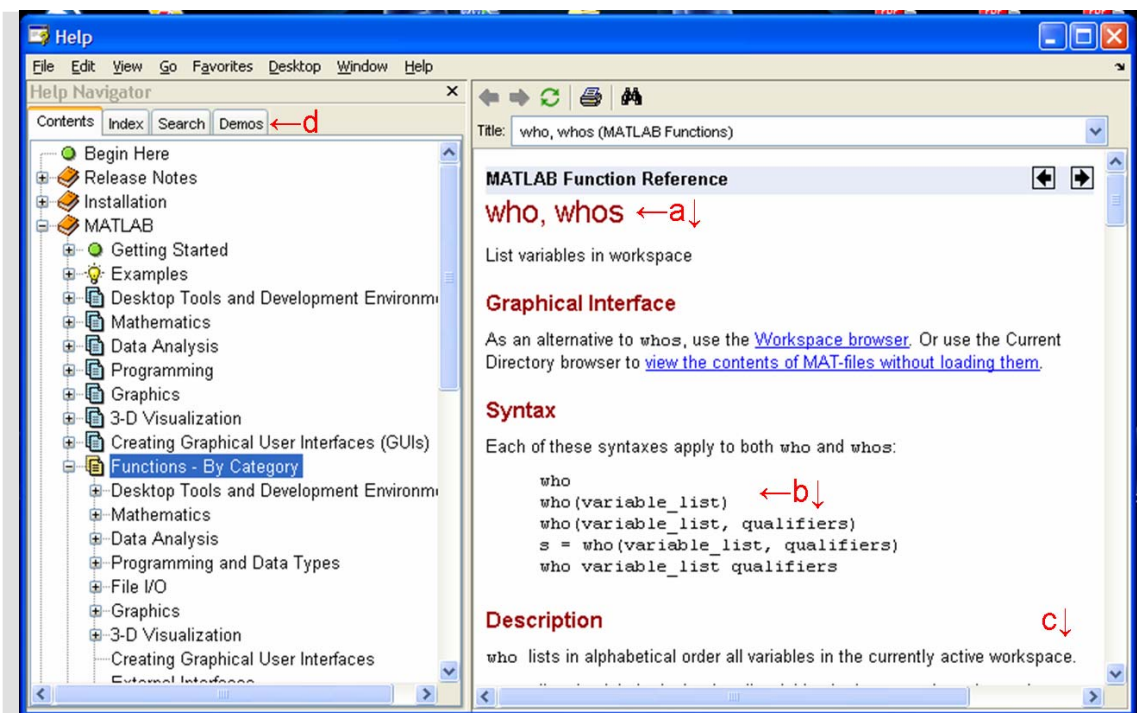 Help
File Edit View Go Favorites Desktop Window Help
Help Navigator
Contents Index Search Demos ←d
Begin Here
Release Notes
Installation
MATLAB
Getting Started
Examples
Desktop Tools and Development Environm
Mathematics
Data Analysis
Programming
Graphics
3-D Visualization
Creating Graphical User Interfaces (GUIs)
Functions - By Category
Desktop Tools and Development Environm
Mathematics
Data Analysis
Programming and Data Types
File I/O
Graphics
3-D Visualization
Creating Graphical User Interfaces
External Interfaces
Title: who, whos (MATLAB Functions)
MATLAB Function Reference
who, whos ←a↓
List variables in workspace
Graphical Interface
As an alternative to whos, use the Workspace browser. Or use the Current
Directory browser to view the contents of MAT-files without loading them.
Syntax
Each of these syntaxes apply to both who and whos:
who
who(variable_list) ←b↓
who(variable_list, qualifiers)
s = who(variable_list, qualifiers)
who variable_list qualifiers
Description c↓
who lists in alphabetical order all variables in the currently active workspace.